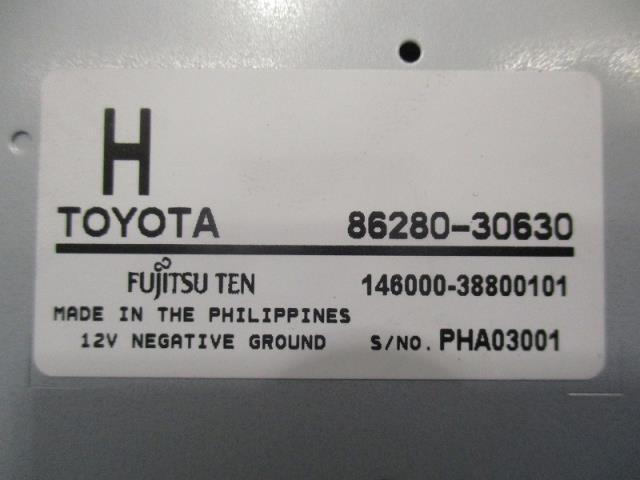 H
TOYOTA 86280-30630
FUJITSU TEN 146000-38800101
MADE IN THE PHILIPPINES
12V NEGATIVE GROUND S/NO. PHA03001